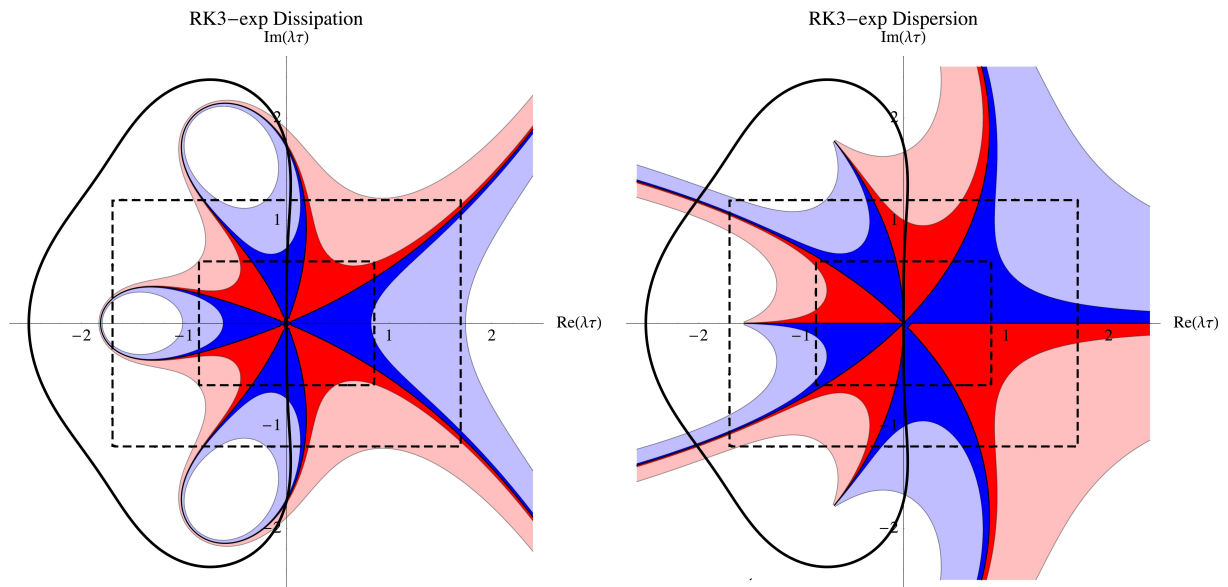 RK3−exp Dissipation
Im(λτ)
2
1
−2
−1
1
2
Re(λτ)
−1
−2
RK3−exp Dispersion
Im(λτ)
2
1
−2
−1
1
2
Re(λτ)
−1
−2